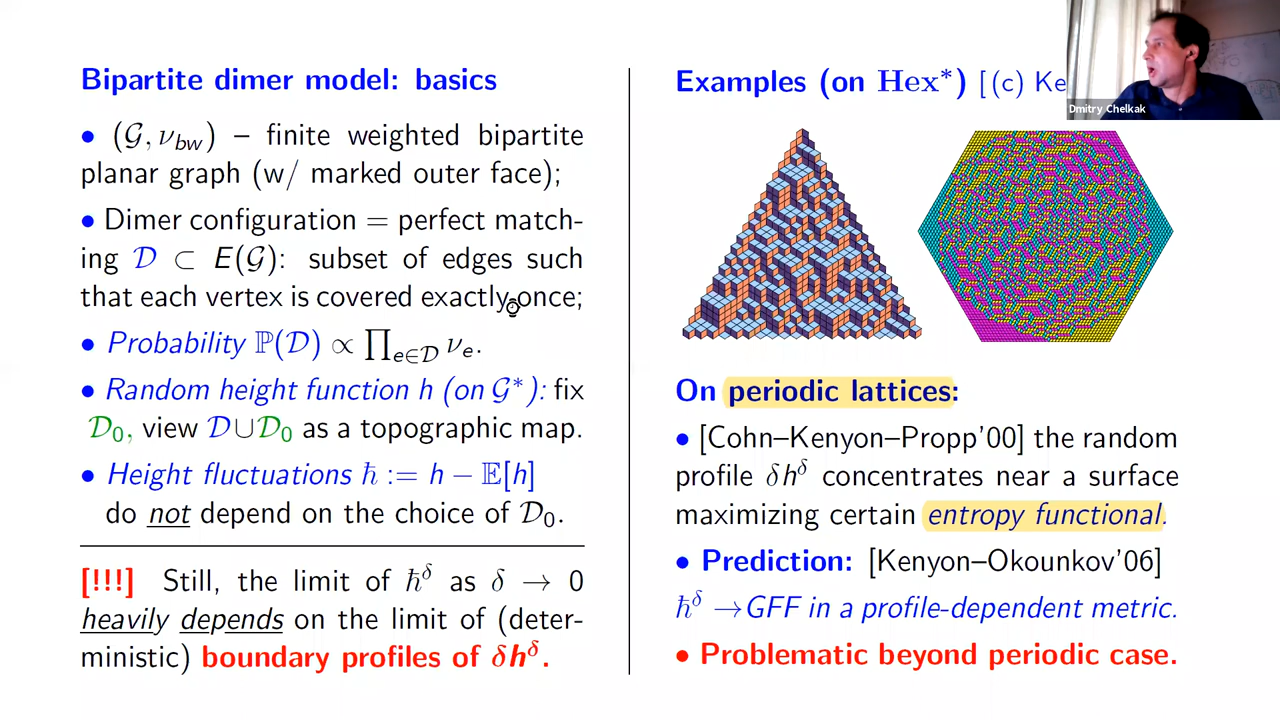 Bipartite dimer model: basics
• (𝒢, ν_bw) – finite weighted bipartite
planar graph (w/ marked outer face);
• Dimer configuration = perfect match-
ing 𝒟 ⊂ E(𝒢): subset of edges such
that each vertex is covered exactly once;
• Probability ℙ(𝒟) ∝ ∏_{e∈𝒟} ν_e.
• Random height function h (on 𝒢*): fix
𝒟₀, view 𝒟∪𝒟₀ as a topographic map.
• Height fluctuations ħ := h − 𝔼[h]
do not depend on the choice of 𝒟₀.
[!!!] Still, the limit of ħ^δ as δ → 0
heavily depends on the limit of (deter-
ministic) boundary profiles of δh^δ.
Examples (on Hex*) [(c) Ke
Dmitry Chelkak
On periodic lattices:
• [Cohn–Kenyon–Propp'00] the random
profile δh^δ concentrates near a surface
maximizing certain entropy functional.
• Prediction: [Kenyon–Okounkov'06]
ħ^δ →GFF in a profile-dependent metric.
• Problematic beyond periodic case.